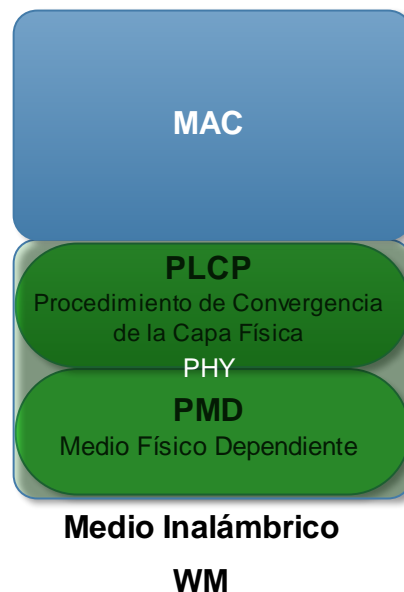 MAC
PLCP
Procedimiento de Convergencia
de la Capa Física
PHY
PMD
Medio Físico Dependiente
Medio Inalámbrico
WM